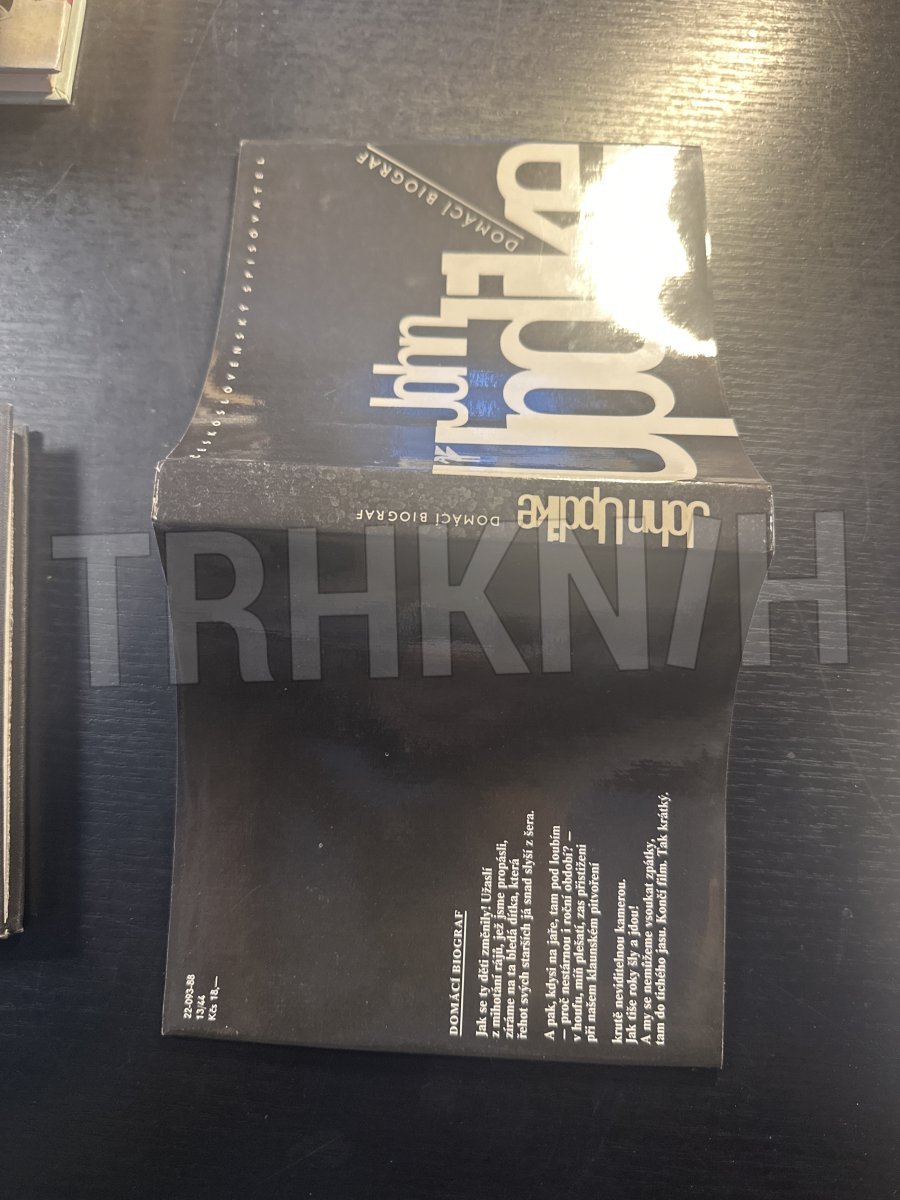 John
Updike
DOMÁCÍ BIOGRAF
ČESKOSLOVENSKÝ SPISOVATEL
John Updike
DOMÁCÍ BIOGRAF
DOMÁCÍ BIOGRAF
Jak se ty děti změnily! Užaslí
z mihotání rájů, jež jsme propásli,
zíráme na ta bledá dítka, která
řehot svých starších já snad slyší z šera.
A pak, kdysi na jaře, tam pod loubím
– proč nestárnou i roční období? –
v houfu, míň plešatí, zas přistiženi
při našem klaunském pitvoření
krutě neviditelnou kamerou.
Jak tiše roky šly a jdou!
A my se nemůžeme vsoukat zpátky,
tam do tichého jasu. Končí film. Tak krátký.
22-093-88
13/44
Kčs 18,—
TRHKNIH